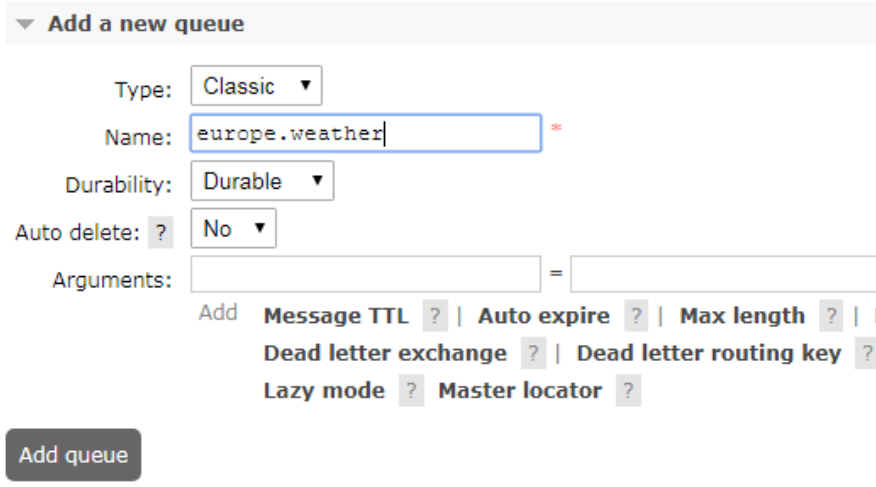 Add a new queue
Type: Classic
Name: europe.weather *
Durability: Durable
Auto delete: ? No
Arguments: =
Add Message TTL ? | Auto expire ? | Max length ? |
Dead letter exchange ? | Dead letter routing key ?
Lazy mode ? Master locator ?
Add queue